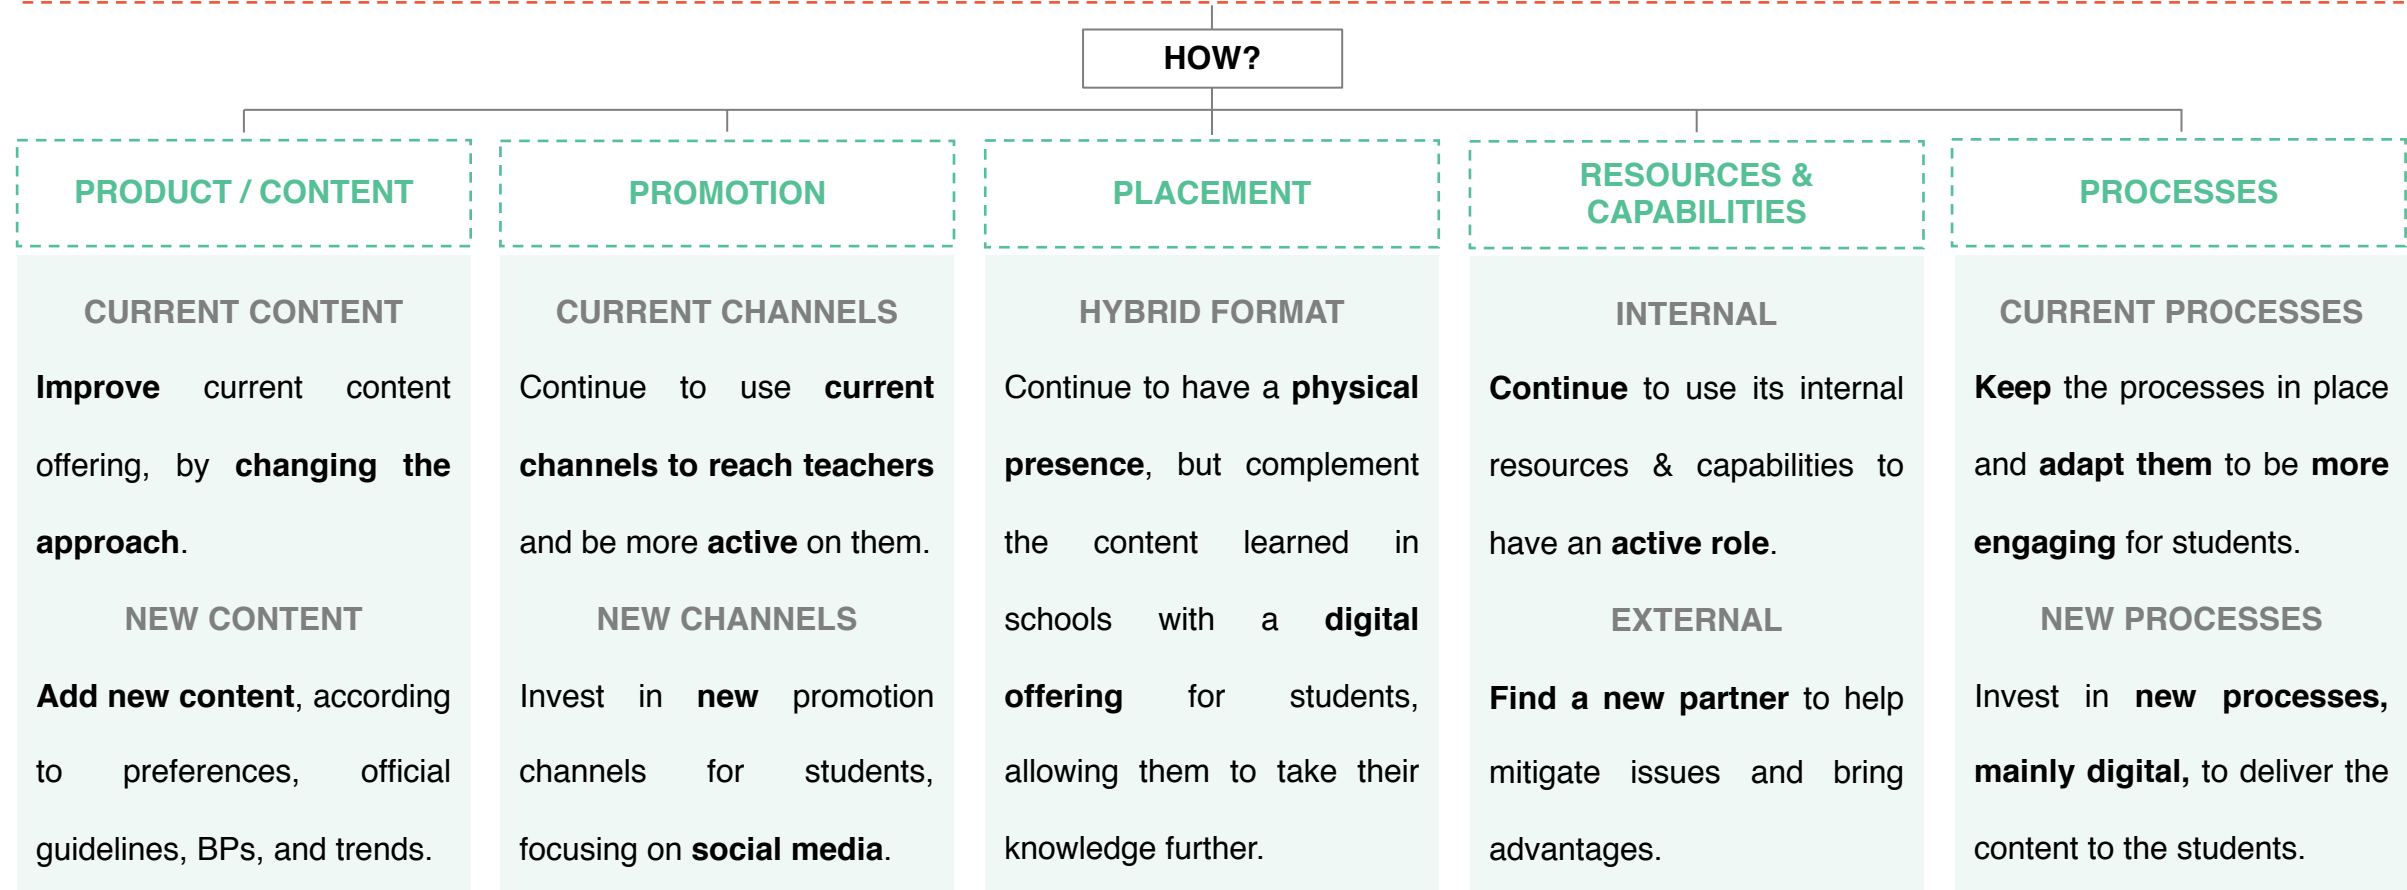 HOW?
PRODUCT / CONTENT
CURRENT CONTENT
Improve current content
offering, by changing the
approach.
NEW CONTENT
Add new content, according
to preferences, official
guidelines, BPs, and trends.
PROMOTION
CURRENT CHANNELS
Continue to use current
channels to reach teachers
and be more active on them.
NEW CHANNELS
Invest in new promotion
channels for students,
focusing on social media.
PLACEMENT
HYBRID FORMAT
Continue to have a physical
presence, but complement
the content learned in
schools with a digital
offering for students,
allowing them to take their
knowledge further.
RESOURCES &
CAPABILITIES
INTERNAL
Continue to use its internal
resources & capabilities to
have an active role.
EXTERNAL
Find a new partner to help
mitigate issues and bring
advantages.
PROCESSES
CURRENT PROCESSES
Keep the processes in place
and adapt them to be more
engaging for students.
NEW PROCESSES
Invest in new processes,
mainly digital, to deliver the
content to the students.